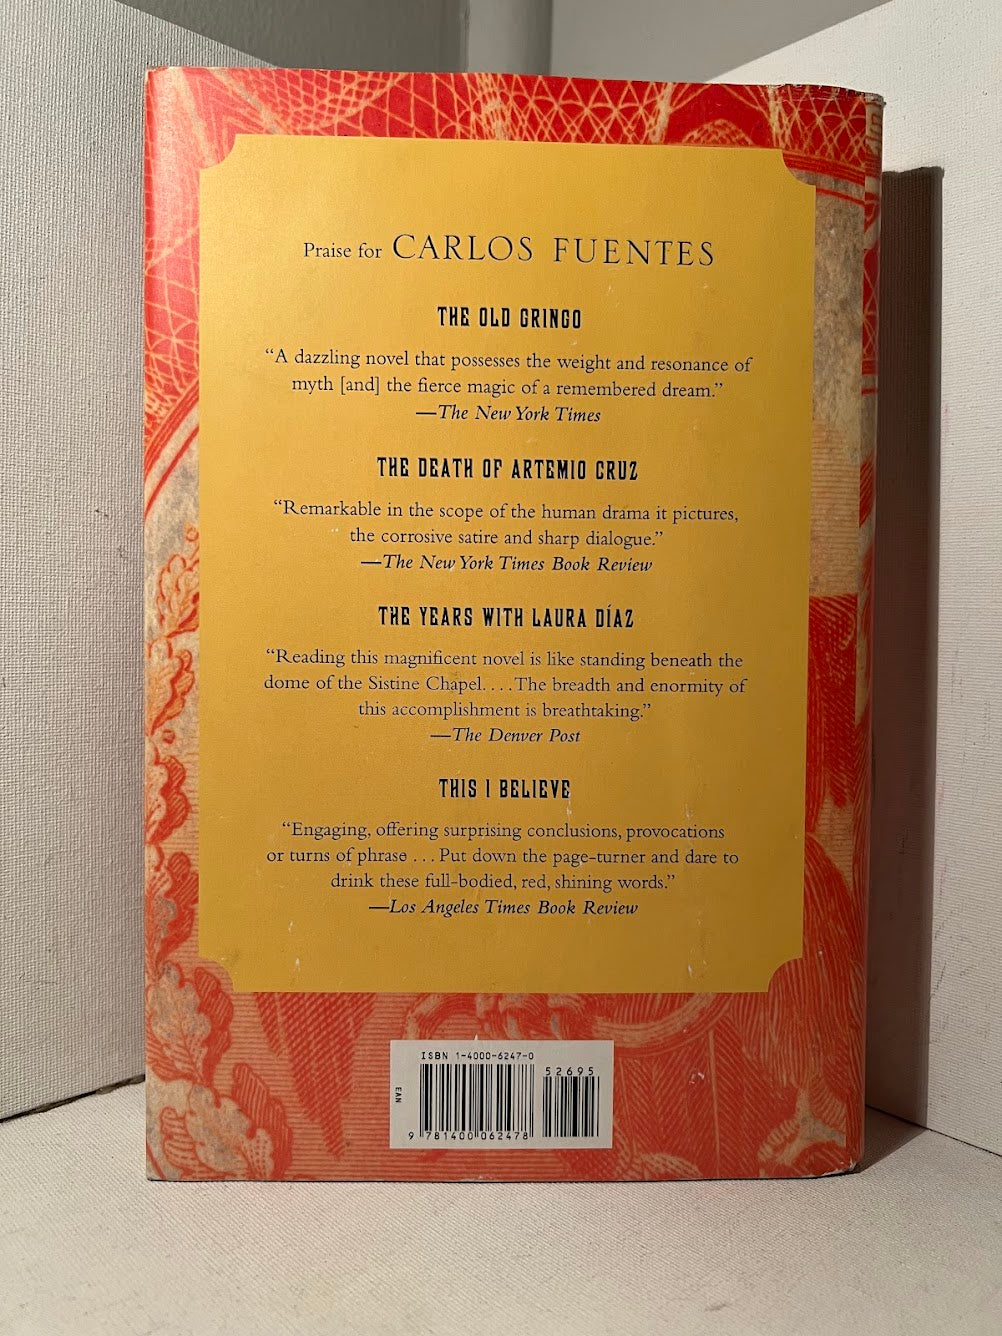 Praise for CARLOS FUENTES
THE OLD GRINGO
“A dazzling novel that possesses the weight and resonance of
myth [and] the fierce magic of a remembered dream.”
—The New York Times
THE DEATH OF ARTEMIO CRUZ
“Remarkable in the scope of the human drama it pictures,
the corrosive satire and sharp dialogue.”
—The New York Times Book Review
THE YEARS WITH LAURA DÍAZ
“Reading this magnificent novel is like standing beneath the
dome of the Sistine Chapel. . . . The breadth and enormity of
this accomplishment is breathtaking.”
—The Denver Post
THIS I BELIEVE
“Engaging, offering surprising conclusions, provocations
or turns of phrase . . . Put down the page-turner and dare to
drink these full-bodied, red, shining words.”
—Los Angeles Times Book Review
ISBN 1-4000-6247-0
52695
EAN
9 781400 062478